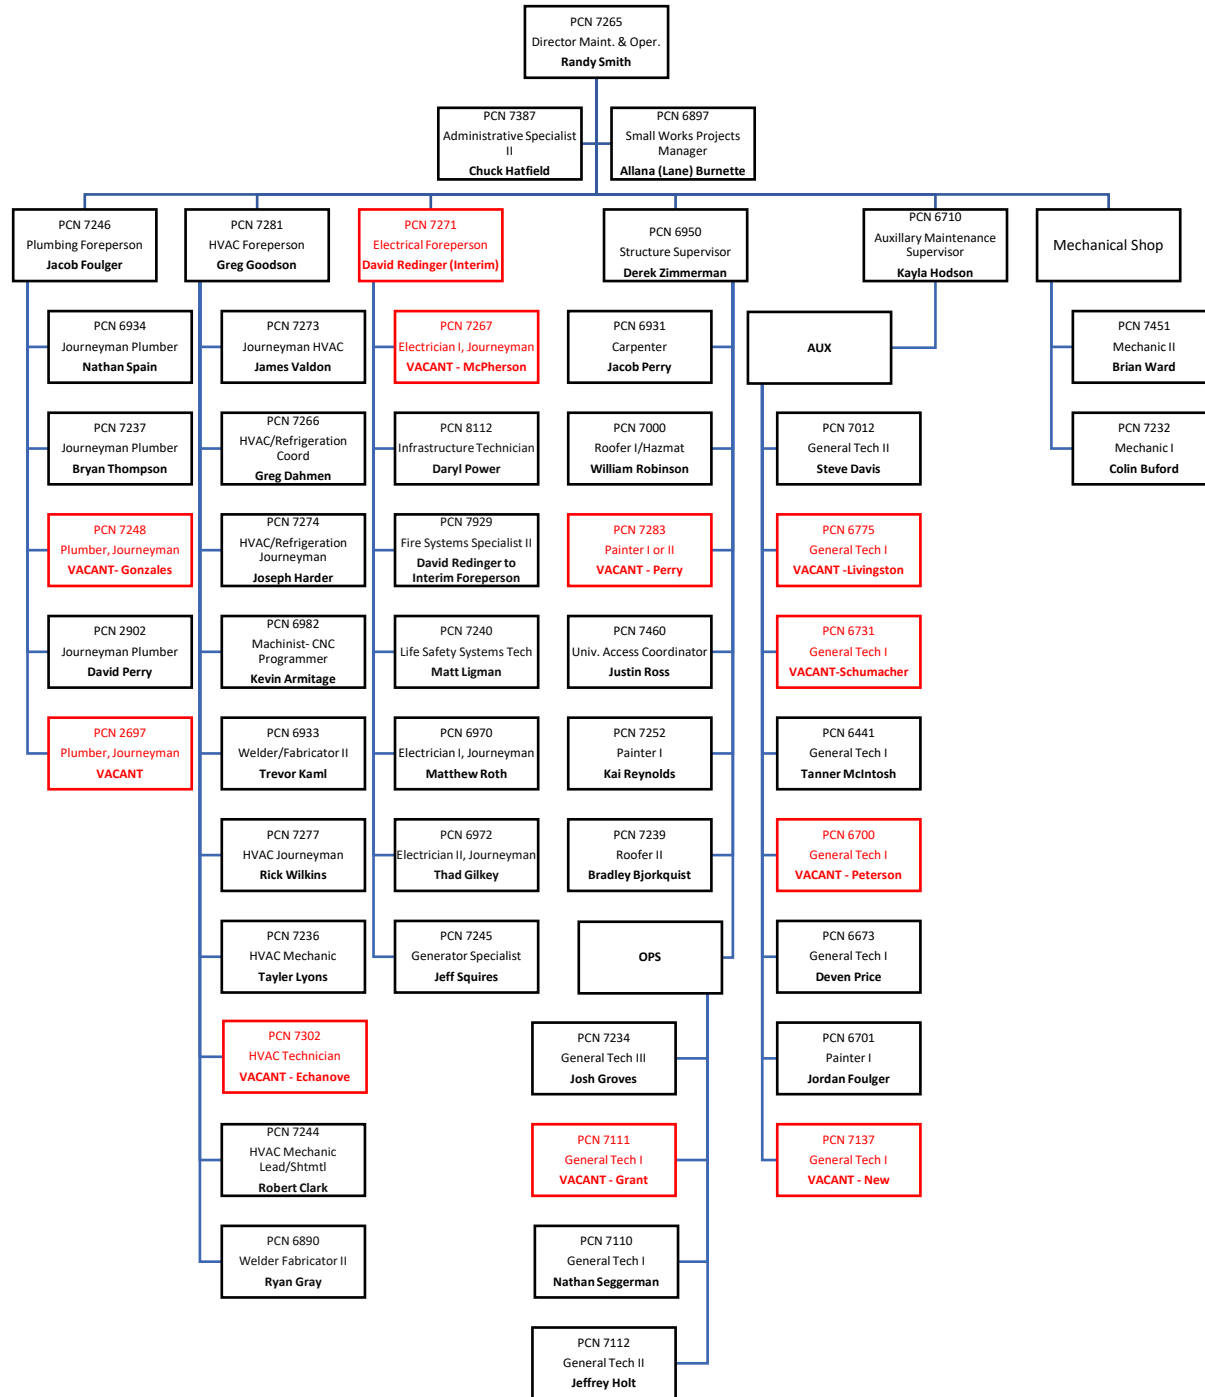 PCN 7265
Director Maint. & Oper.
Randy Smith
PCN 7387
Administrative Specialist
II
Chuck Hatfield
PCN 6897
Small Works Projects
Manager
Allana (Lane) Burnette
PCN 7246
Plumbing Foreperson
Jacob Foulger
PCN 7281
HVAC Foreperson
Greg Goodson
PCN 7271
Electrical Foreperson
David Redinger (Interim)
PCN 6950
Structure Supervisor
Derek Zimmerman
PCN 6710
Auxillary Maintenance
Supervisor
Kayla Hodson
Mechanical Shop
PCN 6934
Journeyman Plumber
Nathan Spain
PCN 7237
Journeyman Plumber
Bryan Thompson
PCN 7248
Plumber, Journeyman
VACANT- Gonzales
PCN 2902
Journeyman Plumber
David Perry
PCN 2697
Plumber, Journeyman
VACANT
PCN 7273
Journeyman HVAC
James Valdon
PCN 7266
HVAC/Refrigeration
Coord
Greg Dahmen
PCN 7274
HVAC/Refrigeration
Journeyman
Joseph Harder
PCN 6982
Machinist- CNC
Programmer
Kevin Armitage
PCN 6933
Welder/Fabricator II
Trevor Kaml
PCN 7277
HVAC Journeyman
Rick Wilkins
PCN 7236
HVAC Mechanic
Tayler Lyons
PCN 7302
HVAC Technician
VACANT - Echanove
PCN 7244
HVAC Mechanic
Lead/Shtmtl
Robert Clark
PCN 6890
Welder Fabricator II
Ryan Gray
PCN 7267
Electrician I, Journeyman
VACANT - McPherson
PCN 8112
Infrastructure Technician
Daryl Power
PCN 7929
Fire Systems Specialist II
David Redinger to
Interim Foreperson
PCN 7240
Life Safety Systems Tech
Matt Ligman
PCN 6970
Electrician I, Journeyman
Matthew Roth
PCN 6972
Electrician II, Journeyman
Thad Gilkey
PCN 7245
Generator Specialist
Jeff Squires
PCN 6931
Carpenter
Jacob Perry
PCN 7000
Roofer I/Hazmat
William Robinson
PCN 7283
Painter I or II
VACANT - Perry
PCN 7460
Univ. Access Coordinator
Justin Ross
PCN 7252
Painter I
Kai Reynolds
PCN 7239
Roofer II
Bradley Bjorkquist
OPS
PCN 7234
General Tech III
Josh Groves
PCN 7111
General Tech I
VACANT - Grant
PCN 7110
General Tech I
Nathan Seggerman
PCN 7112
General Tech II
Jeffrey Holt
AUX
PCN 7012
General Tech II
Steve Davis
PCN 6775
General Tech I
VACANT -Livingston
PCN 6731
General Tech I
VACANT-Schumacher
PCN 6441
General Tech I
Tanner McIntosh
PCN 6700
General Tech I
VACANT - Peterson
PCN 6673
General Tech I
Deven Price
PCN 6701
Painter I
Jordan Foulger
PCN 7137
General Tech I
VACANT - New
PCN 7451
Mechanic II
Brian Ward
PCN 7232
Mechanic I
Colin Buford